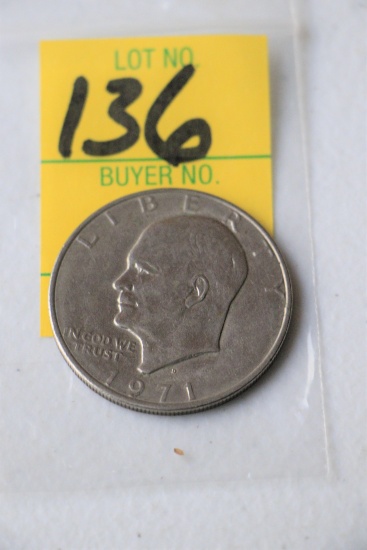 LOT NO.
136
BUYER NO.
LIBERTY
IN GOD WE
TRUST
D
1971